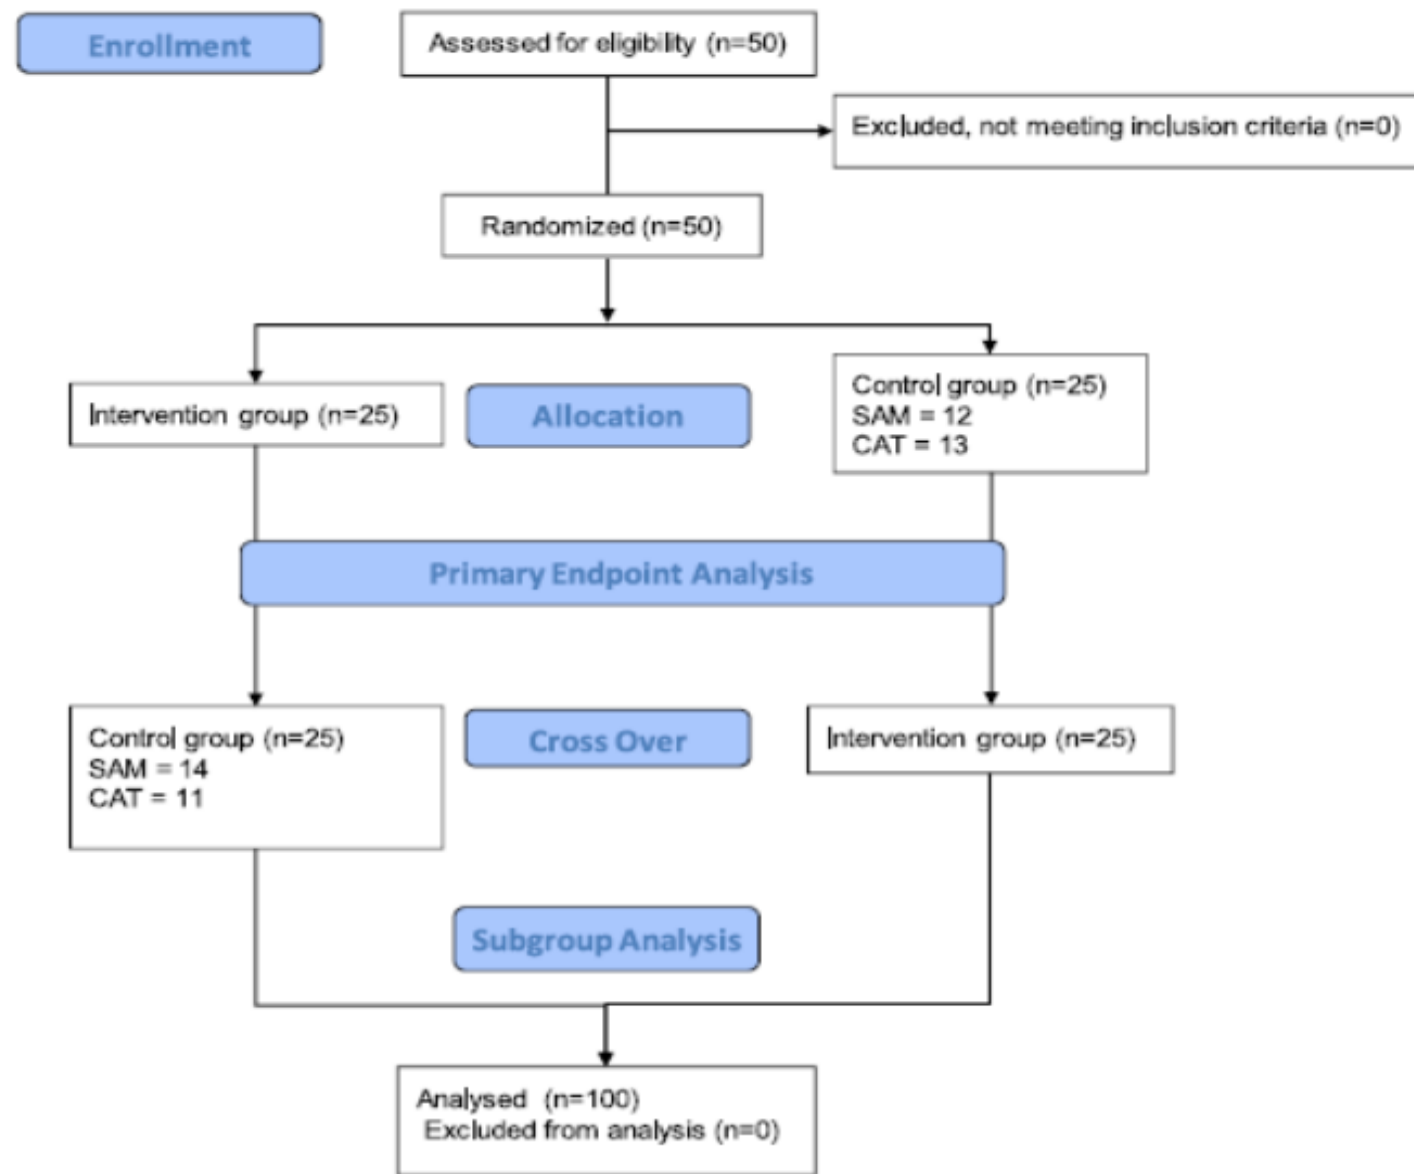 Enrollment
Assessed for eligibility (n=50)
Excluded, not meeting inclusion criteria (n=0)
Randomized (n=50)
Intervention group (n=25)
Allocation
Control group (n=25)
SAM = 12
CAT = 13
Primary Endpoint Analysis
Control group (n=25)
SAM = 14
CAT = 11
Cross Over
Intervention group (n=25)
Subgroup Analysis
Analysed (n=100)
Excluded from analysis (n=0)